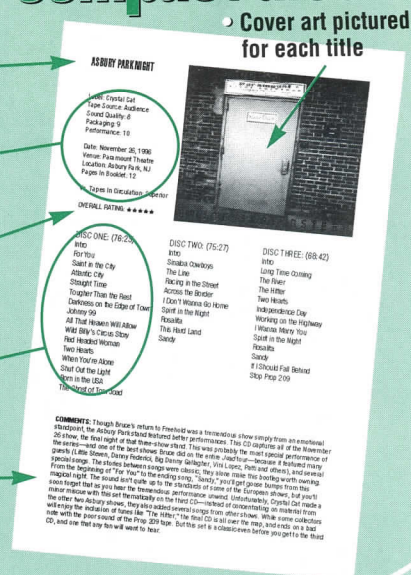 Cover art pictured
for each title
ASBURY PARKNIGHT
Label: Crystal Cat
Tape Source: Audience
Sound Quality: 8
Packaging: 9
Performance: 10
Date: November 26, 1996
Venue: Paramount Theatre
Location: Asbury Park, NJ
Pages In Booklet: 12
Vs. Tapes In Circulation: Superior
OVERALL RATING: ★★★★★
DISC ONE: (76:23)
Intro
For You
Saint in the City
Atlantic City
Straight Time
Tougher Than the Rest
Darkness on the Edge of Town
Johnny 99
All That Heaven Will Allow
Wild Billy's Circus Story
Red Headed Woman
Two Hearts
When You're Alone
Shut Out the Light
Born in the USA
The Ghost of Tom Joad
DISC TWO: (75:27)
Intro
Sinaloa Cowboys
The Line
Racing in the Street
Across the Border
I Don't Wanna Go Home
Spirit in the Night
Rosalita
This Hard Land
Sandy
DISC THREE: (68:42)
Intro
Long Time Coming
The River
The Hitter
Two Hearts
Independence Day
Working on the Highway
I Wanna Marry You
Spirit in the Night
Rosalita
Sandy
If I Should Fall Behind
Stop Prop 209
COMMENTS: Though Bruce's return to Freehold was a tremendous show simply from an emotional
standpoint, the Asbury Park stand featured better performances. This CD captures all of the November
26 show, the final night of that three-show stand. This was probably the most special performance of
the series—and one of the best shows Bruce did on the entire Joad tour—because it featured many
guests (Little Steven, Danny Federici, Big Danny Gallagher, Vini Lopez, Patti and others), and several
special songs. The stories between songs were classic; they alone make this bootleg worth owning.
From the beginning of "For You" to the ending song, "Sandy," you'll get goose bumps from this
magical night. The sound isn't quite up to the standards of some of the European shows, but you'll
soon forget that as you hear the tremendous performance unwind. Unfortunately, Crystal Cat made a
minor miscue with this set thematically on the third CD—instead of concentrating on material from
the other two Asbury shows, they also added several songs from other shows. While some collectors
will enjoy the inclusion of tunes like "The Hitter," the final CD is all over the map, and ends on a bad
note with the poor sound of the Prop 209 tape. But this set is a classic even before you get to the third
CD, and one that any fan will want to hear.